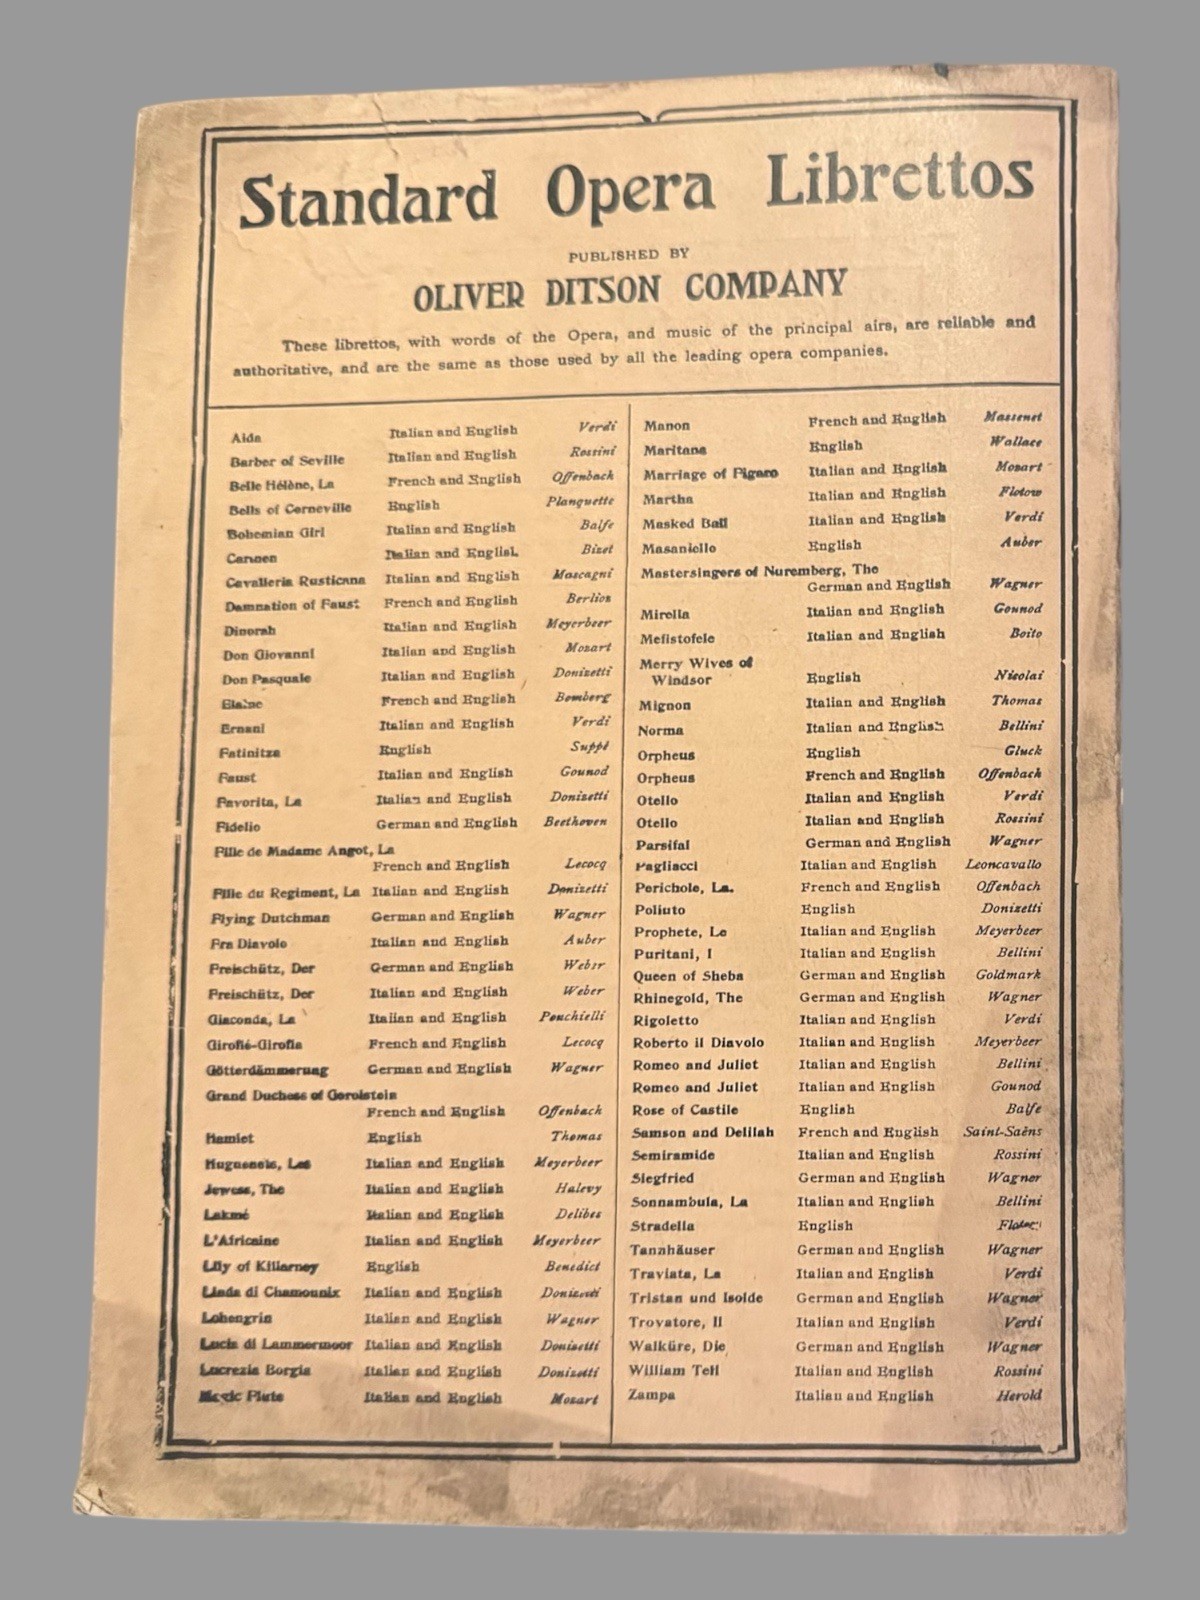 Standard Opera Librettos
PUBLISHED BY
OLIVER DITSON COMPANY
These librettos, with words of the Opera, and music of the principal airs, are reliable and
authoritative, and are the same as those used by all the leading opera companies.
Aida Italian and English Verdi
Barber of Seville Italian and English Rossini
Belle Hélène, La French and English Offenbach
Bells of Corneville English Planquette
Bohemian Girl Italian and English Balfe
Carmen Italian and English Bizet
Cavalleria Rusticana Italian and English Mascagni
Damnation of Faust French and English Berlioz
Dinorah Italian and English Meyerbeer
Don Giovanni Italian and English Mozart
Don Pasquale Italian and English Donizetti
Elaine French and English Bemberg
Ernani Italian and English Verdi
Fatinitza English Suppé
Faust Italian and English Gounod
Favorita, La Italian and English Donizetti
Fidelio German and English Beethoven
Fille de Madame Angot, La
French and English Lecocq
Fille du Regiment, La Italian and English Donizetti
Flying Dutchman German and English Wagner
Fra Diavolo Italian and English Auber
Freischütz, Der German and English Weber
Freischütz, Der Italian and English Weber
Gioconda, La Italian and English Ponchielli
Giroflé-Girofla French and English Lecocq
Götterdämmerung German and English Wagner
Grand Duchess of Gerolstein
French and English Offenbach
Hamlet English Thomas
Huguenots, Les Italian and English Meyerbeer
Jewess, The Italian and English Halevy
Lakmé Italian and English Delibes
L'Africaine Italian and English Meyerbeer
Lily of Killarney English Benedict
Linda di Chamounix Italian and English Donizetti
Lohengrin Italian and English Wagner
Lucia di Lammermoor Italian and English Donizetti
Lucrezia Borgia Italian and English Donizetti
Magic Flute Italian and English Mozart
Manon French and English Massenet
Maritana English Wallace
Marriage of Figaro Italian and English Mozart
Martha Italian and English Flotow
Masked Ball Italian and English Verdi
Masaniello English Auber
Mastersingers of Nuremberg, The
German and English Wagner
Mirella Italian and English Gounod
Mefistofele Italian and English Boito
Merry Wives of
Windsor English Nicolai
Mignon Italian and English Thomas
Norma Italian and English Bellini
Orpheus English Gluck
Orpheus French and English Offenbach
Otello Italian and English Verdi
Otello Italian and English Rossini
Parsifal German and English Wagner
Pagliacci Italian and English Leoncavallo
Perichole, La. French and English Offenbach
Poliuto English Donizetti
Prophete, Le Italian and English Meyerbeer
Puritani, I Italian and English Bellini
Queen of Sheba German and English Goldmark
Rhinegold, The German and English Wagner
Rigoletto Italian and English Verdi
Roberto il Diavolo Italian and English Meyerbeer
Romeo and Juliet Italian and English Bellini
Romeo and Juliet Italian and English Gounod
Rose of Castile English Balfe
Samson and Delilah French and English Saint-Saëns
Semiramide Italian and English Rossini
Siegfried German and English Wagner
Sonnambula, La Italian and English Bellini
Stradella English Flotow
Tannhäuser German and English Wagner
Traviata, La Italian and English Verdi
Tristan und Isolde German and English Wagner
Trovatore, Il Italian and English Verdi
Walküre, Die German and English Wagner
William Tell Italian and English Rossini
Zampa Italian and English Herold